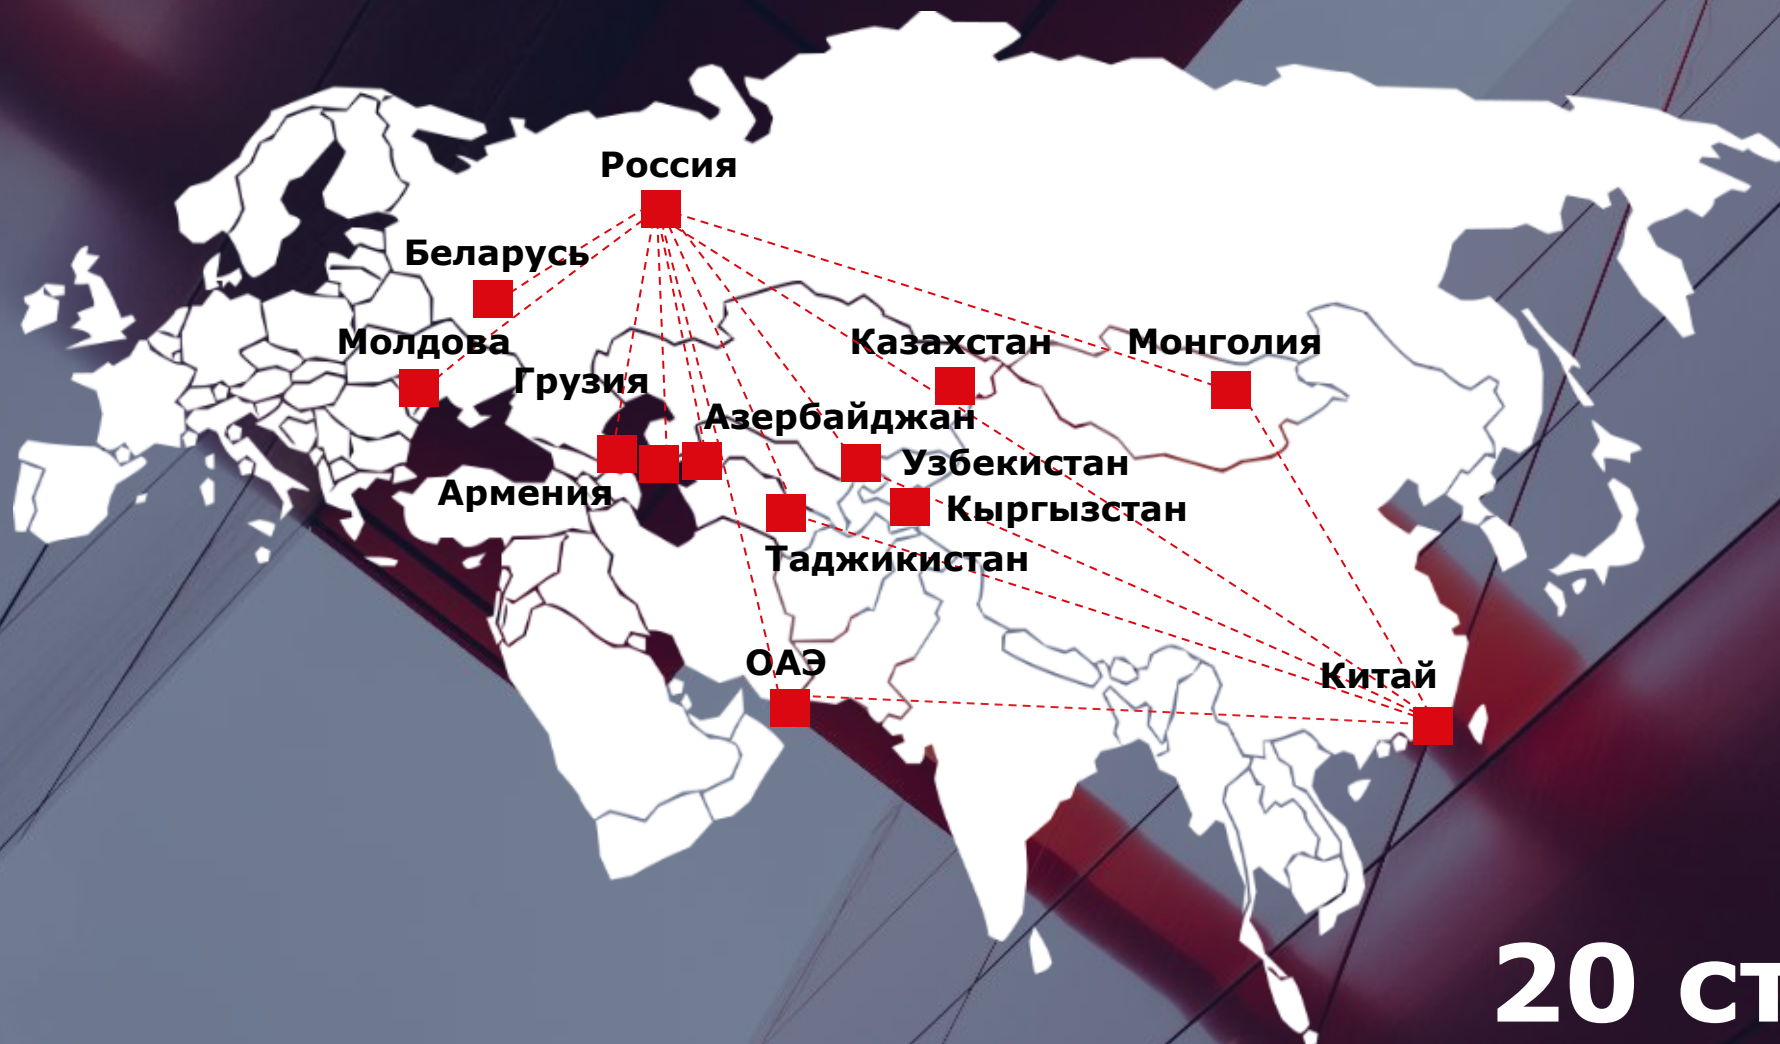 Россия
Беларусь
Молдова
Казахстан
Монголия
Грузия
Азербайджан
Узбекистан
Армения
Кыргызстан
Таджикистан
ОАЭ
Китай
20 ст